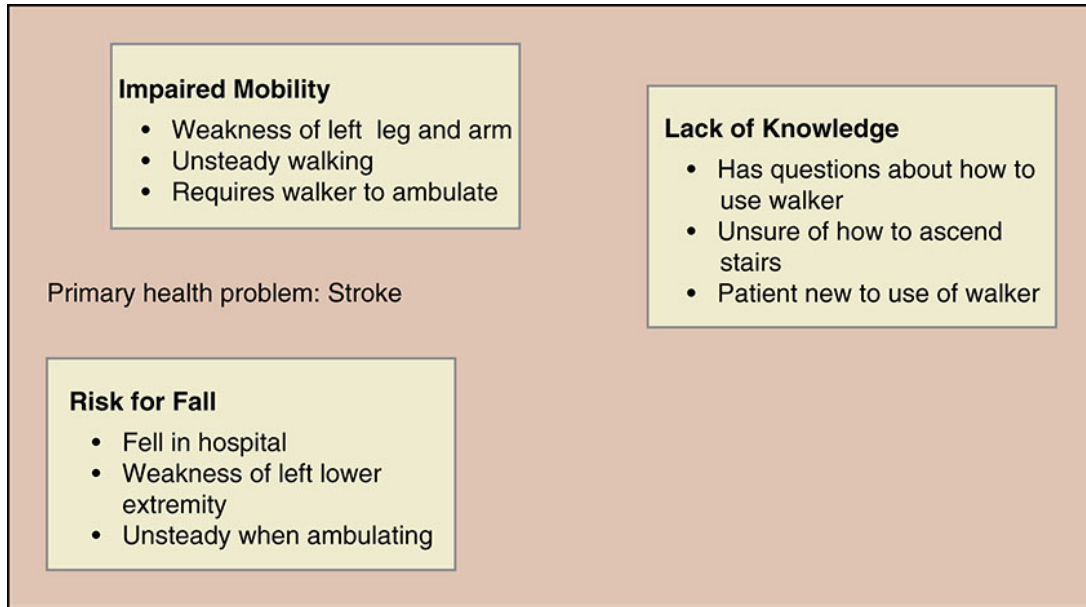 Impaired Mobility
• Weakness of left leg and arm
• Unsteady walking
• Requires walker to ambulate
Lack of Knowledge
• Has questions about how to
use walker
• Unsure of how to ascend
stairs
• Patient new to use of walker
Primary health problem: Stroke
Risk for Fall
• Fell in hospital
• Weakness of left lower
extremity
• Unsteady when ambulating